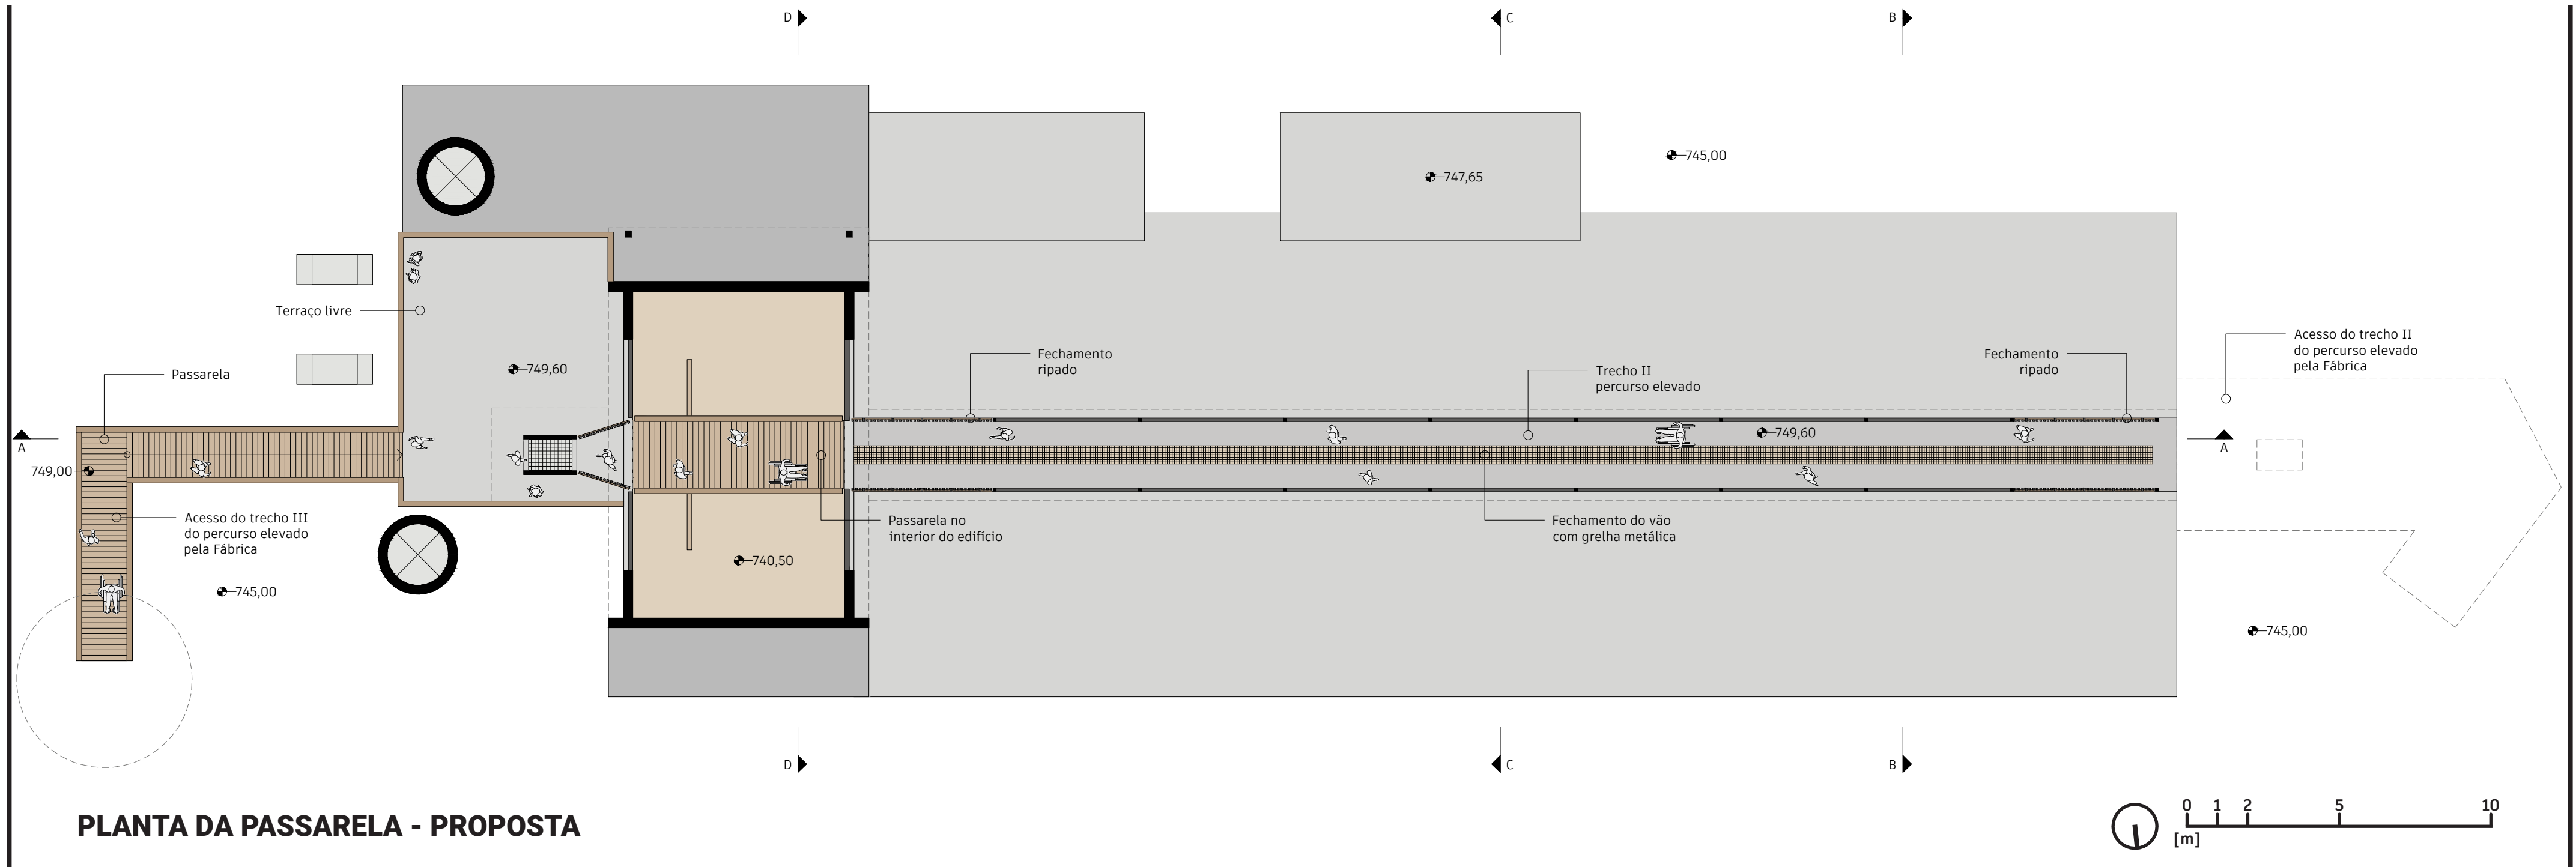 D
C
B
745,00
747,65
Terraço livre
Acesso do trecho II
do percurso elevado
pela Fábrica
Fechamento
ripado
Fechamento
ripado
749,60
Passarela
Trecho II
percurso elevado
749,60
A
A
749,00
Acesso do trecho III
do percurso elevado
pela Fábrica
Passarela no
interior do edifício
Fechamento do vão
com grelha metálica
740,50
745,00
745,00
D
C
B
PLANTA DA PASSARELA - PROPOSTA
0 1 2 5 10
[m]